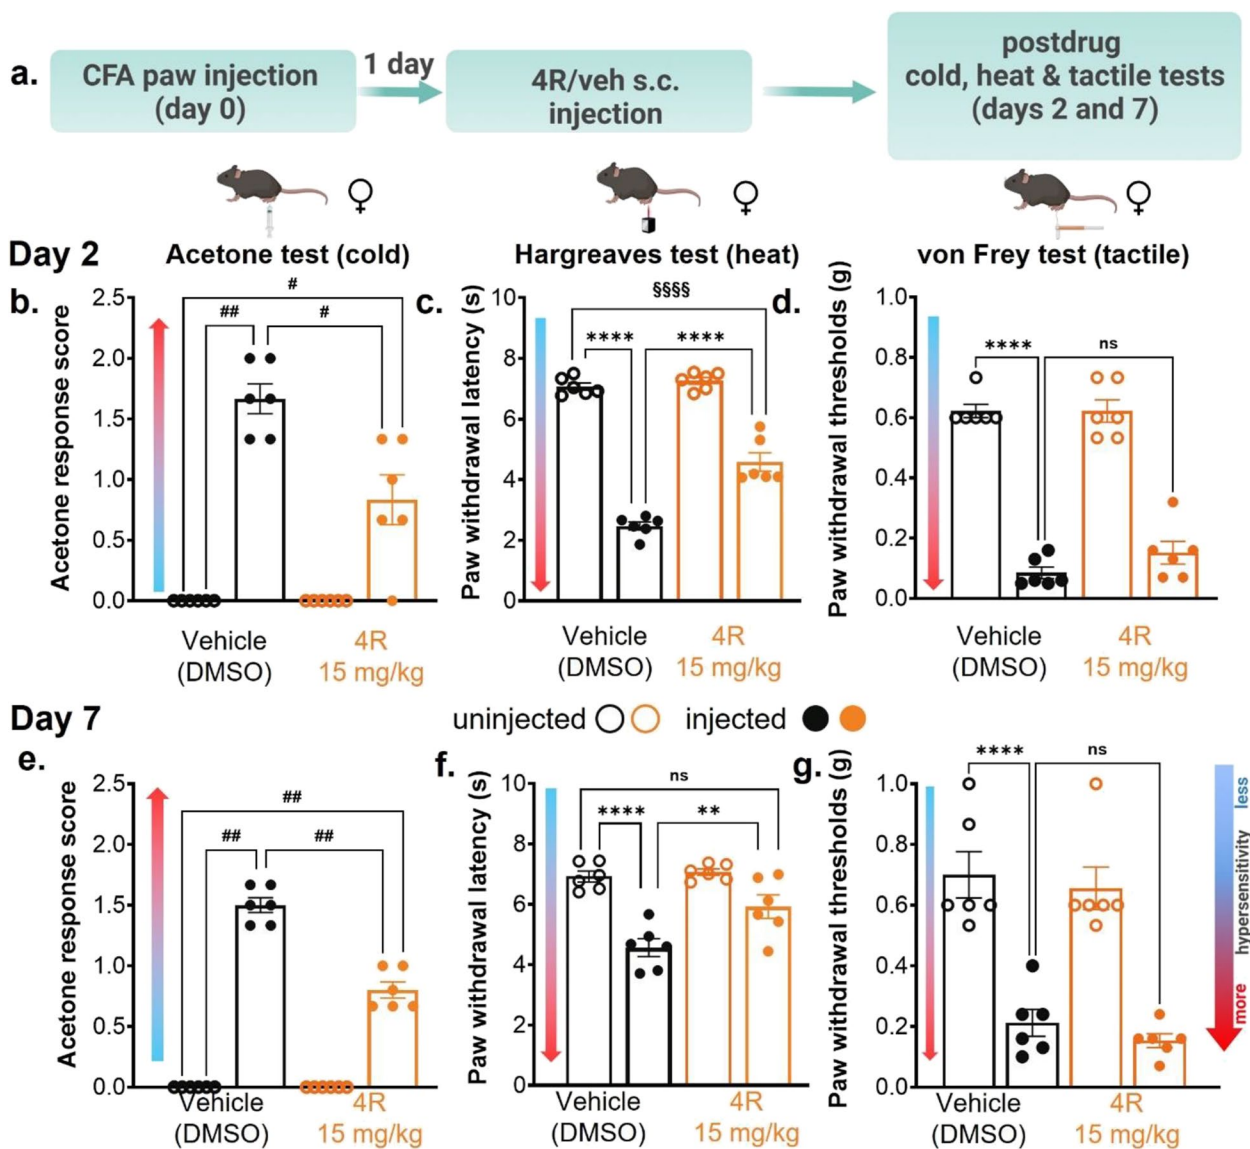 a.
CFA paw injection
(day 0)
1 day
4R/veh s.c.
injection
postdrug
cold, heat & tactile tests
(days 2 and 7)
♀
♀
♀
Day 2
Acetone test (cold)
Hargreaves test (heat)
von Frey test (tactile)
b.
Acetone response score
2.5
2.0
1.5
1.0
0.5
0.0
#
##
#
Vehicle
(DMSO)
4R
15 mg/kg
c.
Paw withdrawal latency (s)
10
8
6
4
2
0
§§§§
****
****
Vehicle
(DMSO)
4R
15 mg/kg
d.
Paw withdrawal thresholds (g)
1.0
0.8
0.6
0.4
0.2
0.0
****
ns
Vehicle
(DMSO)
4R
15 mg/kg
Day 7
uninjected
injected
e.
Acetone response score
2.5
2.0
1.5
1.0
0.5
0.0
##
##
##
Vehicle
(DMSO)
4R
15 mg/kg
f.
Paw withdrawal latency (s)
10
8
6
4
2
0
ns
****
**
Vehicle
(DMSO)
4R
15 mg/kg
g.
Paw withdrawal thresholds (g)
1.0
0.8
0.6
0.4
0.2
0.0
****
ns
Vehicle
(DMSO)
4R
15 mg/kg
more hypersensitivity less